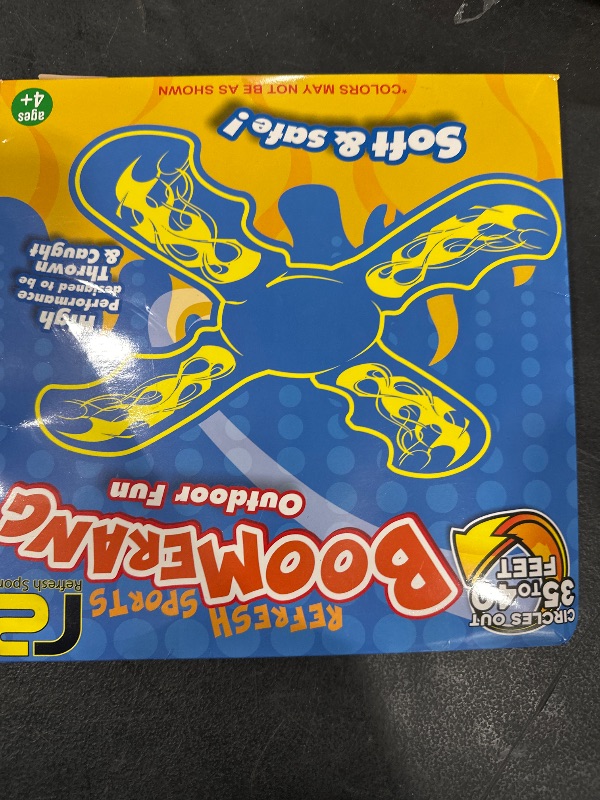 CIRCLES OUT
35 TO 40
FEET
REFRESH SPORTS
BOOMERANG
Outdoor Fun
Refresh Spor
High
Performance
designed to be
Thrown
& Caught
Soft & safe!
*COLORS MAY NOT BE AS SHOWN
ages
4+